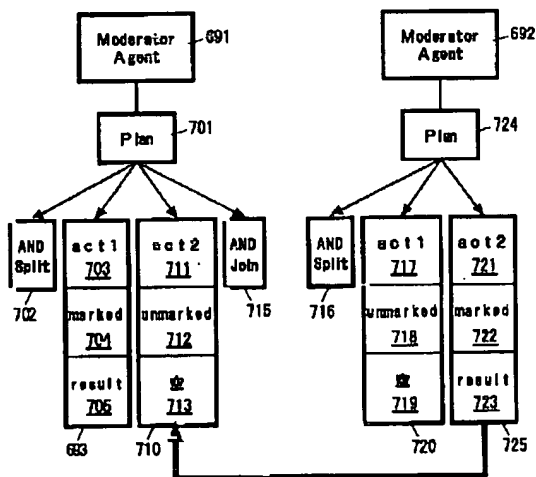 Moderator
Agent
691
Plan
701
AND
Split
702
act1
703
marked
704
result
705
693
act2
711
unmarked
712
空
713
710
AND
Join
715
Moderator
Agent
692
Plan
724
AND
Split
716
act1
717
unmarked
718
空
719
720
act2
721
marked
722
result
723
725